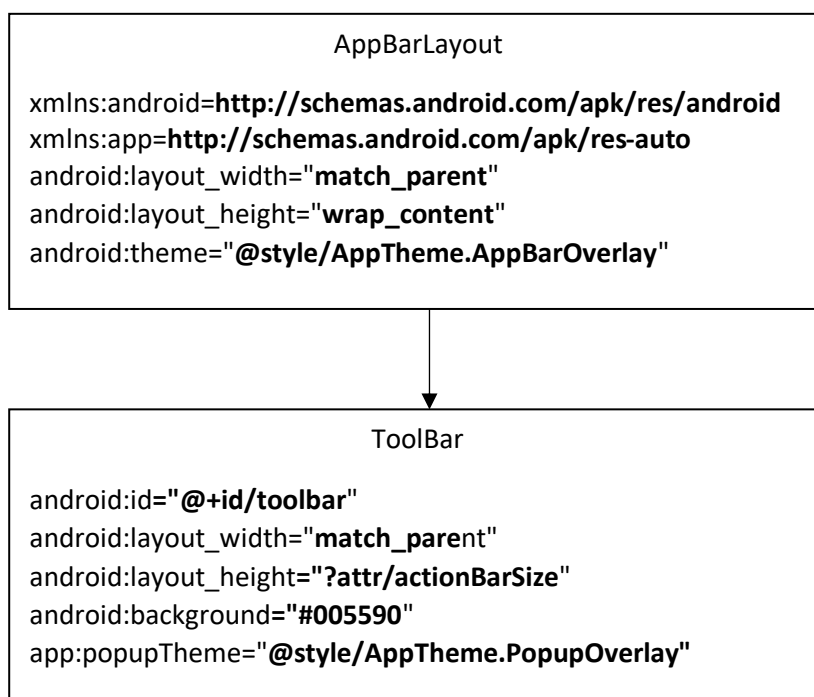 AppBarLayout
xmlns:android=http://schemas.android.com/apk/res/android
xmlns:app=http://schemas.android.com/apk/res-auto
android:layout_width="match_parent"
android:layout_height="wrap_content"
android:theme="@style/AppTheme.AppBarOverlay"
ToolBar
android:id="@+id/toolbar"
android:layout_width="match_parent"
android:layout_height="?attr/actionBarSize"
android:background="#005590"
app:popupTheme="@style/AppTheme.PopupOverlay"